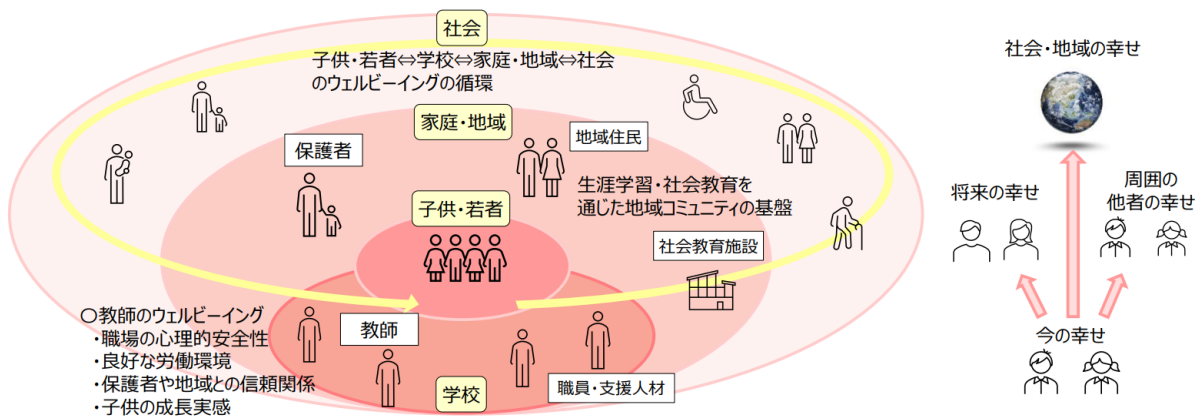 社会
子供・若者⇔学校⇔家庭・地域⇔社会
のウェルビーイングの循環
家庭・地域
保護者
地域住民
生涯学習・社会教育を
通じた地域コミュニティの基盤
子供・若者
社会教育施設
〇教師のウェルビーイング
・職場の心理的安全性
・良好な労働環境
・保護者や地域との信頼関係
・子供の成長実感
教師
職員・支援人材
学校
社会・地域の幸せ
将来の幸せ
周囲の
他者の幸せ
今の幸せ